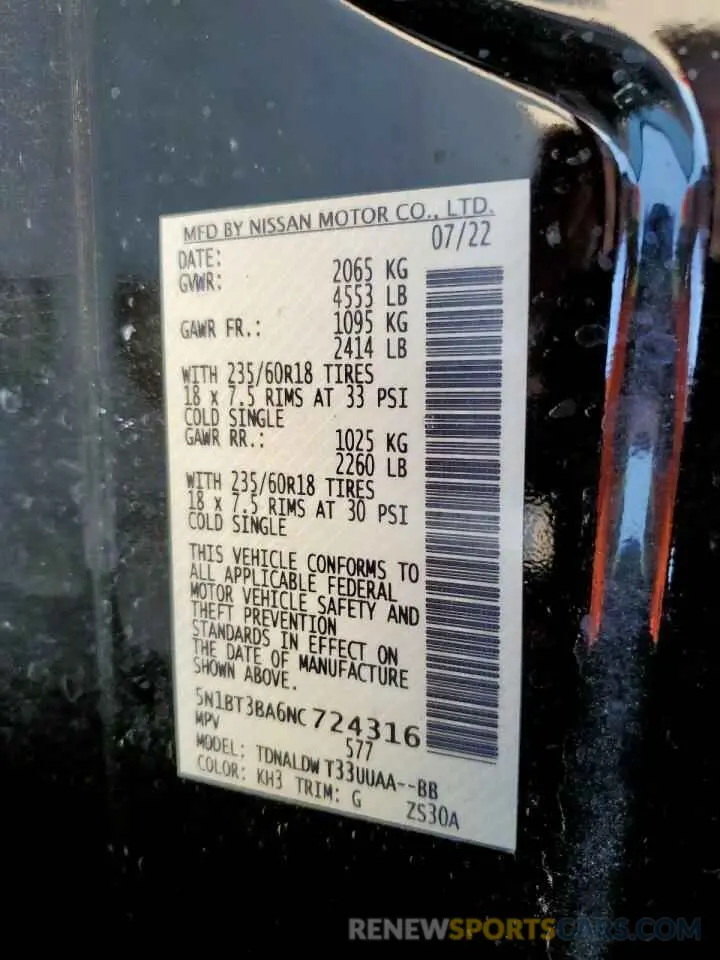 MFD BY NISSAN MOTOR CO., LTD.
DATE: 07/22
GVWR: 2065 KG
4553 LB
GAWR FR.: 1095 KG
2414 LB
WITH 235/60R18 TIRES
18 x 7.5 RIMS AT 33 PSI
COLD SINGLE
GAWR RR.: 1025 KG
2260 LB
WITH 235/60R18 TIRES
18 x 7.5 RIMS AT 30 PSI
COLD SINGLE
THIS VEHICLE CONFORMS TO
ALL APPLICABLE FEDERAL
MOTOR VEHICLE SAFETY AND
THEFT PREVENTION
STANDARDS IN EFFECT ON
THE DATE OF MANUFACTURE
SHOWN ABOVE.
5N1BT3BA6NC724316
MPV 577
MODEL: TDNALDW T33UUAA--BB
COLOR: KH3 TRIM: G ZS30A
RENEWSPORTSCARS.COM